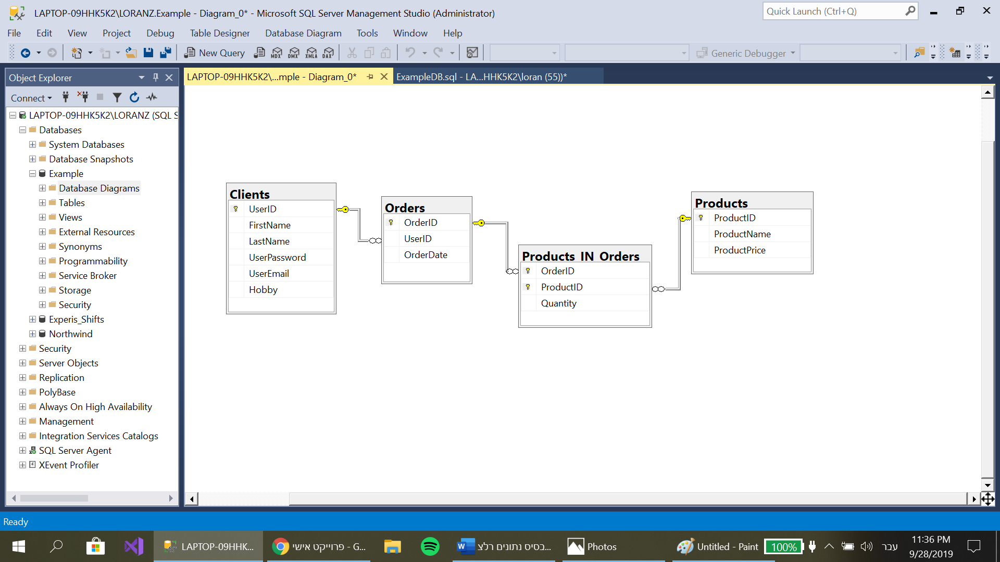 LAPTOP-09HHK5K2\LORANZ.Example - Diagram_0* - Microsoft SQL Server Management Studio (Administrator)
Quick Launch (Ctrl+Q)
File Edit View Project Debug Table Designer Database Diagram Tools Window Help
New Query MDX DMX XMLA DAX Generic Debugger
Object Explorer
LAPTOP-09HHK5K2\...mple - Diagram_0* ExampleDB.sql - LA...HHK5K2\loran (55))*
Connect
LAPTOP-09HHK5K2\LORANZ (SQL S
Databases
System Databases
Database Snapshots
Example
Database Diagrams
Tables
Views
External Resources
Synonyms
Programmability
Service Broker
Storage
Security
Experis_Shifts
Northwind
Security
Server Objects
Replication
PolyBase
Always On High Availability
Management
Integration Services Catalogs
SQL Server Agent
XEvent Profiler
Clients
UserID
FirstName
LastName
UserPassword
UserEmail
Hobby
Orders
OrderID
UserID
OrderDate
Products_IN_Orders
OrderID
ProductID
Quantity
Products
ProductID
ProductName
ProductPrice
Ready
LAPTOP-09HHK...
פרוייקט אישי - G...
בסיס נתונים רלצ...
Photos
Untitled - Paint
100%
עבר
11:36 PM
9/28/2019